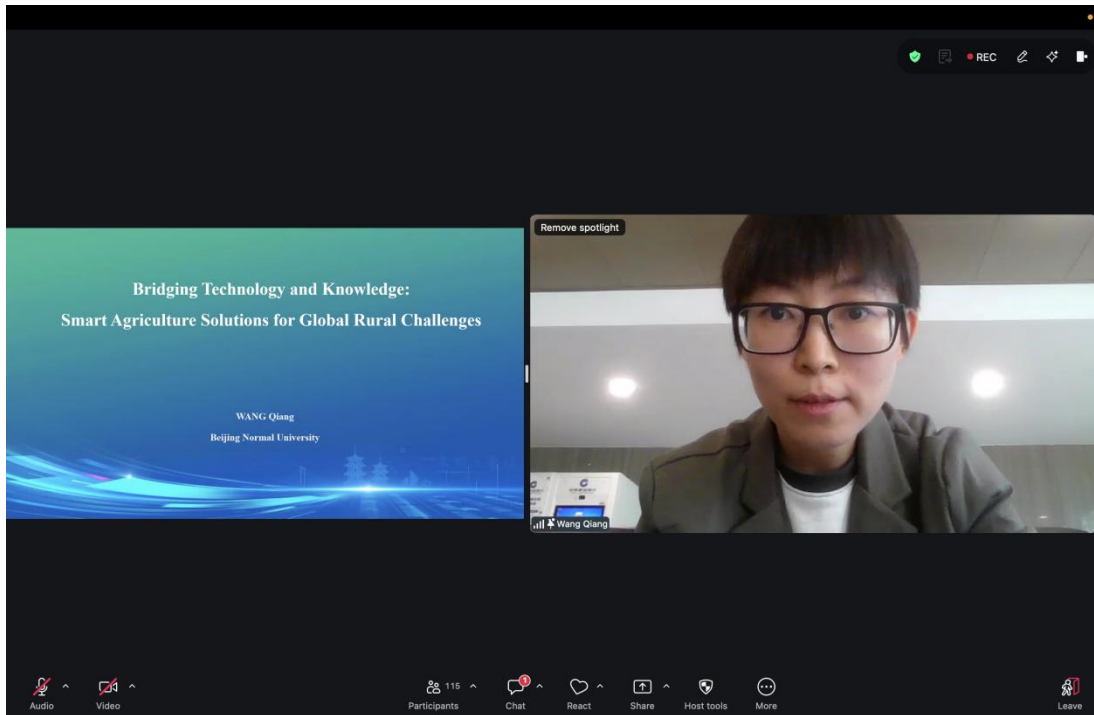 REC
Remove spotlight
Bridging Technology and Knowledge:
Smart Agriculture Solutions for Global Rural Challenges
WANG Qiang
Beijing Normal University
Wang Qiang
Audio
Video
115
Participants
1
Chat
React
Share
Host tools
More
Leave